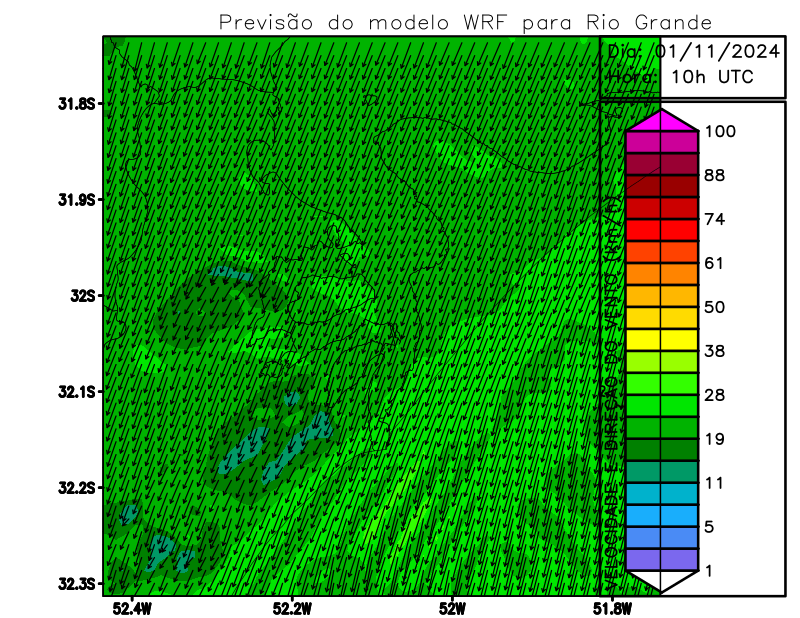 Previsão do modelo WRF para Rio Grande
Dia: 01/11/2024
Hora: 10h UTC
31.8S
31.9S
32S
32.1S
32.2S
32.3S
52.4W
52.2W
52W
51.8W
VELOCIDADE E DIREÇÃO DO VENTO (km/h)
100
88
74
61
50
38
28
19
11
5
1